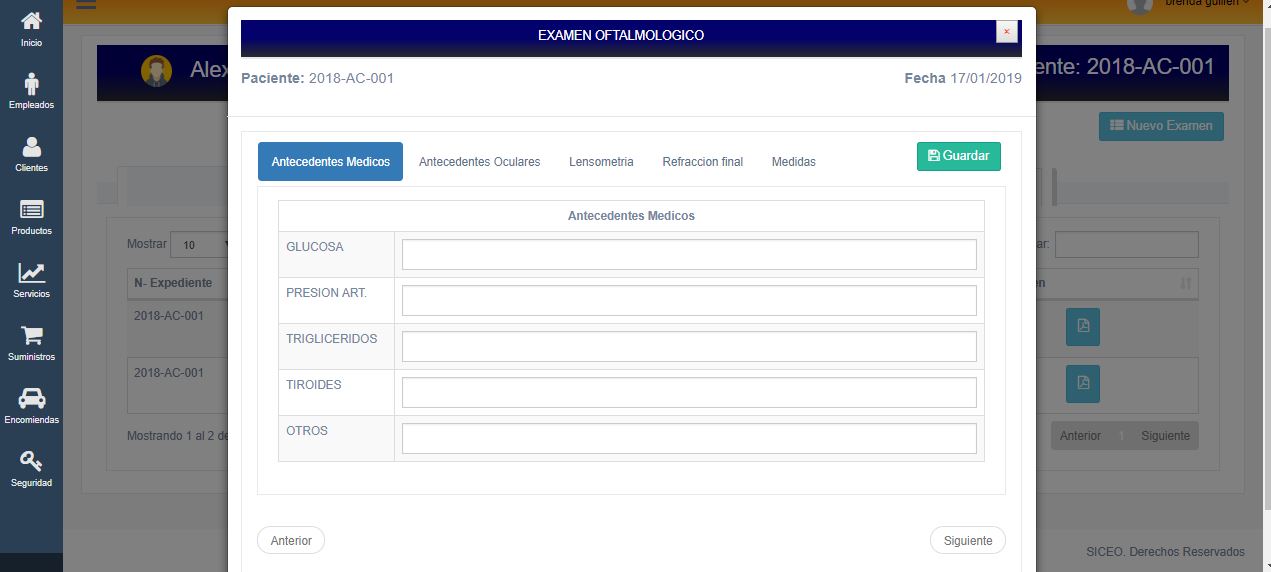 Inicio
Empleados
Clientes
Productos
Servicios
Suministros
Encomiendas
Seguridad
brenda guillen
Alex
ente: 2018-AC-001
Nuevo Examen
Mostrar 10
ar:
N- Expediente
en
2018-AC-001
2018-AC-001
Mostrando 1 al 2 de
Anterior 1 Siguiente
SICEO. Derechos Reservados
EXAMEN OFTALMOLOGICO
×
Paciente: 2018-AC-001 Fecha 17/01/2019
Antecedentes Medicos Antecedentes Oculares Lensometria Refraccion final Medidas Guardar
Antecedentes Medicos
GLUCOSA
PRESION ART.
TRIGLICERIDOS
TIROIDES
OTROS
Anterior Siguiente